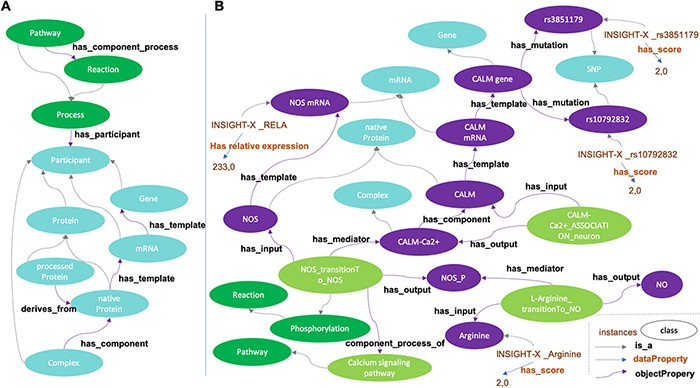 A
Pathway
has_component_process
Reaction
Process
has_participant
Participant
Gene
has_template
Protein
mRNA
processed
Protein
has_template
derives_from
native
Protein
has_component
Complex
B
rs3851179
INSIGHT-X _rs3851179
has_score
2,0
Gene
has_mutation
SNP
mRNA
CALM gene
has_mutation
NOS mRNA
has_template
rs10792832
INSIGHT-X _RELA
Has relative expression
233,0
native
Protein
CALM
mRNA
INSIGHT-X _rs10792832
has_score
2,0
has_template
has_template
Complex
CALM
has_input
NOS
has_component
CALM-
Ca2+_ASSOCIATI
ON_neuron
has_mediator
CALM-Ca2+
has_output
has_input
NOS_transitionT
o_NOS
NOS_P
has_mediator
has_output
NO
has_output
L-Arginine_
transitionTo_NO
Reaction
has_input
Phosphorylation
Arginine
component_process_of
Pathway
INSIGHT-X _Arginine
has_score
2,0
Calcium signaling
pathway
instances
class
is_a
dataProperty
objectPropery